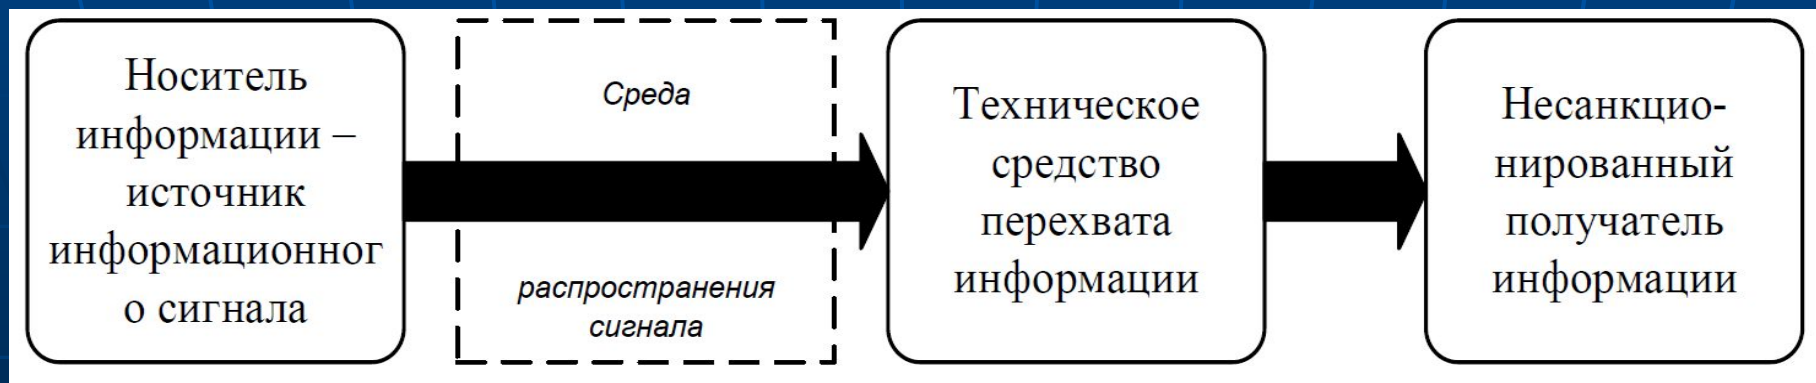 Носитель
информации –
источник
информационног
о сигнала
Среда
распространения
сигнала
Техническое
средство
перехвата
информации
Несанкцио-
нированный
получатель
информации